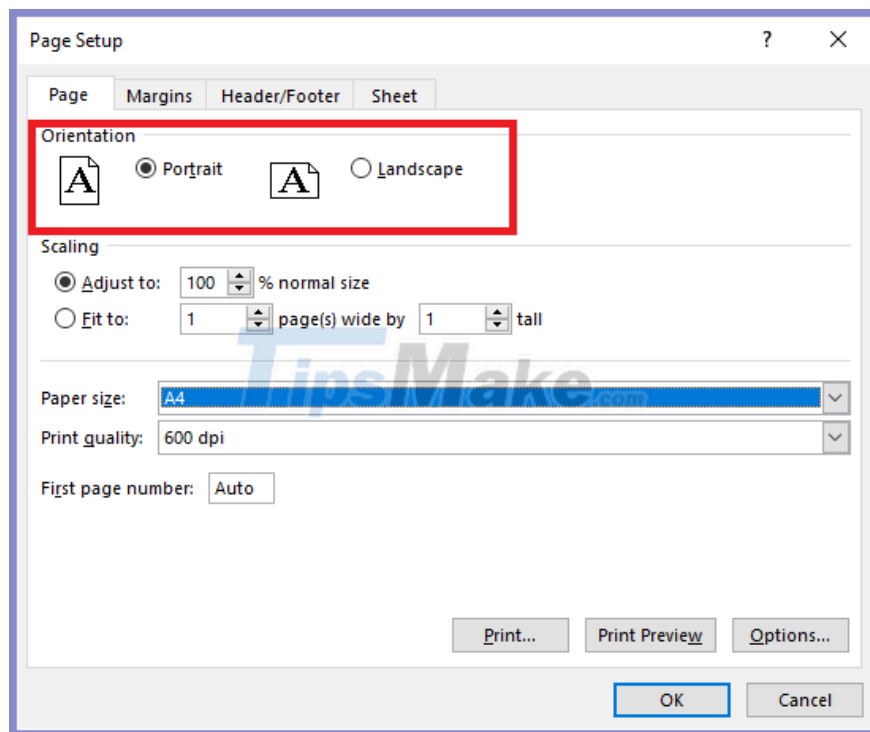 Page Setup ? ×
Page Margins Header/Footer Sheet
Orientation
A Portrait A Landscape
Scaling
Adjust to: 100 % normal size
Fit to: 1 page(s) wide by 1 tall
TipsMake.com
Paper size: A4
Print quality: 600 dpi
First page number: Auto
Print... Print Preview Options...
OK Cancel